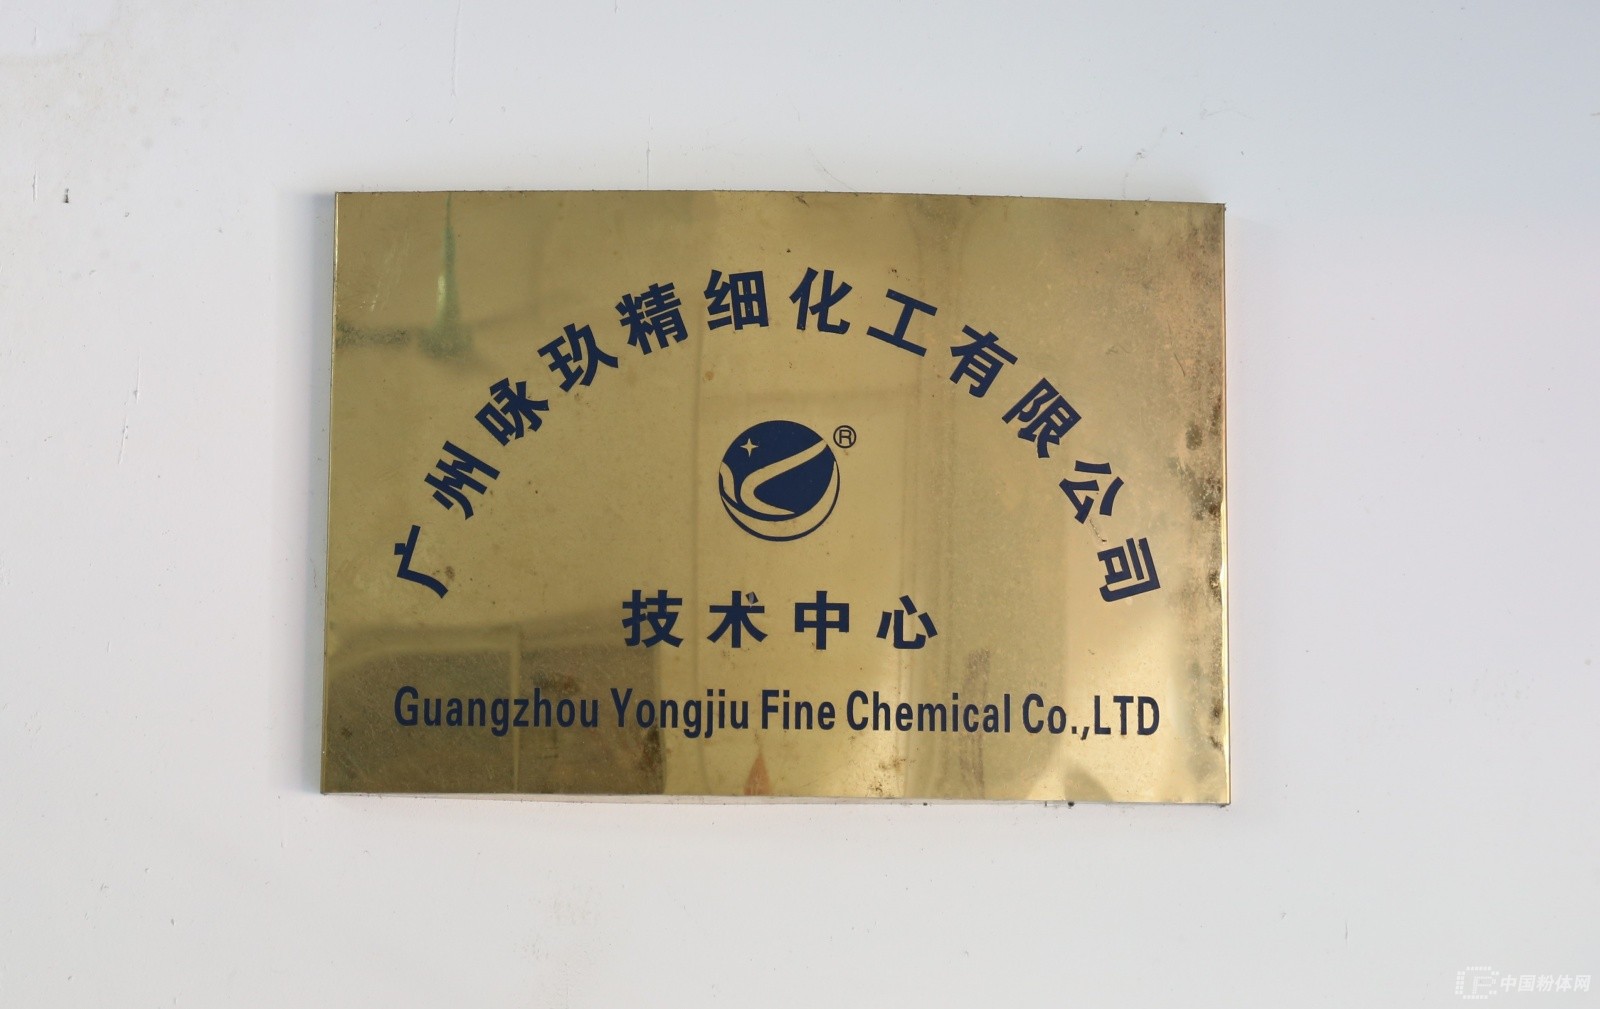 广州咏玖精细化工有限公司
®
技术中心
Guangzhou Yongjiu Fine Chemical Co.,LTD
中国粉体网